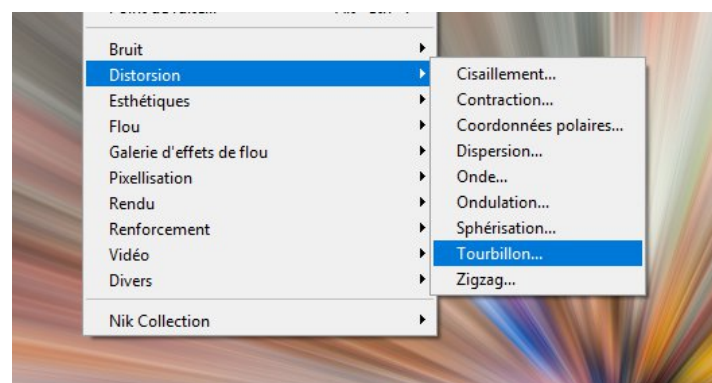 Bruit
Distorsion
Esthétiques
Flou
Galerie d'effets de flou
Pixellisation
Rendu
Renforcement
Vidéo
Divers
Nik Collection
Cisaillement...
Contraction...
Coordonnées polaires...
Dispersion...
Onde...
Ondulation...
Sphérisation...
Tourbillon...
Zigzag...